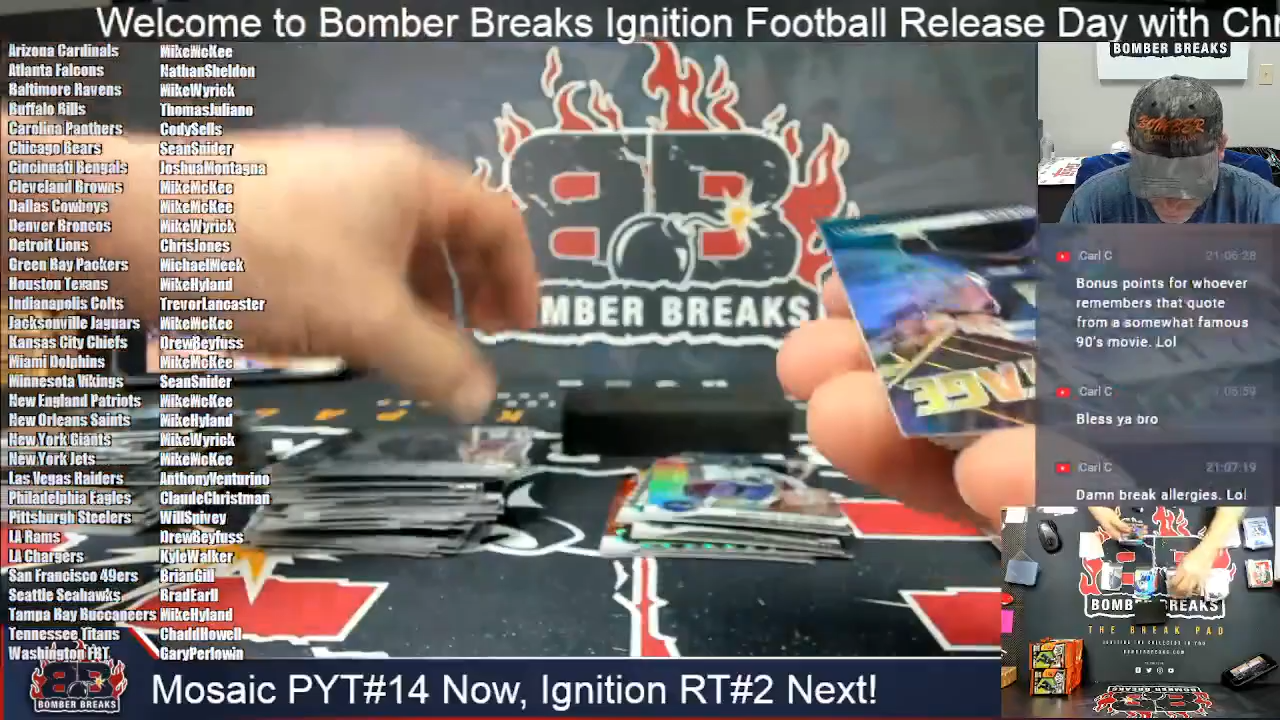 Welcome to Bomber Breaks Ignition Football Release Day with Chr
Arizona Cardinals MikeMcKee
Atlanta Falcons NathanSheldon
Baltimore Ravens MikeWyrick
Buffalo Bills ThomasJuliano
Carolina Panthers CodySells
Chicago Bears SeanSnider
Cincinnati Bengals JoshuaMontagna
Cleveland Browns MikeMcKee
Dallas Cowboys MikeMcKee
Denver Broncos MikeWyrick
Detroit Lions ChrisJones
Green Bay Packers MichaelMeek
Houston Texans MikeHyland
Indianapolis Colts TrevorLancaster
Jacksonville Jaguars MikeMcKee
Kansas City Chiefs DrewBeyfuss
Miami Dolphins MikeMcKee
Minnesota Vikings SeanSnider
New England Patriots MikeMcKee
New Orleans Saints MikeHyland
New York Giants MikeWyrick
New York Jets MikeMcKee
Las Vegas Raiders AnthonyVenturino
Philadelphia Eagles ClaudeChristman
Pittsburgh Steelers WillSpivey
LA Rams DrewBeyfuss
LA Chargers KyleWalker
San Francisco 49ers BrianGill
Seattle Seahawks BradEarll
Tampa Bay Buccaneers MikeHyland
Tennessee Titans ChaddHowell
Washington FBT GaryPerlowin
BB
MBER BREAKS
TAGE
BOMBER BREAKS
BOMBER
Carl C 21:06:28
Bonus points for whoever
remembers that quote
from a somewhat famous
90's movie. Lol
Carl C
Bless ya bro
Carl C 21:07:19
Damn break allergies. Lol
BOMB BREAKS
THE BREAK PAD
BOMBER BREAKS
Mosaic PYT#14 Now, Ignition RT#2 Next!